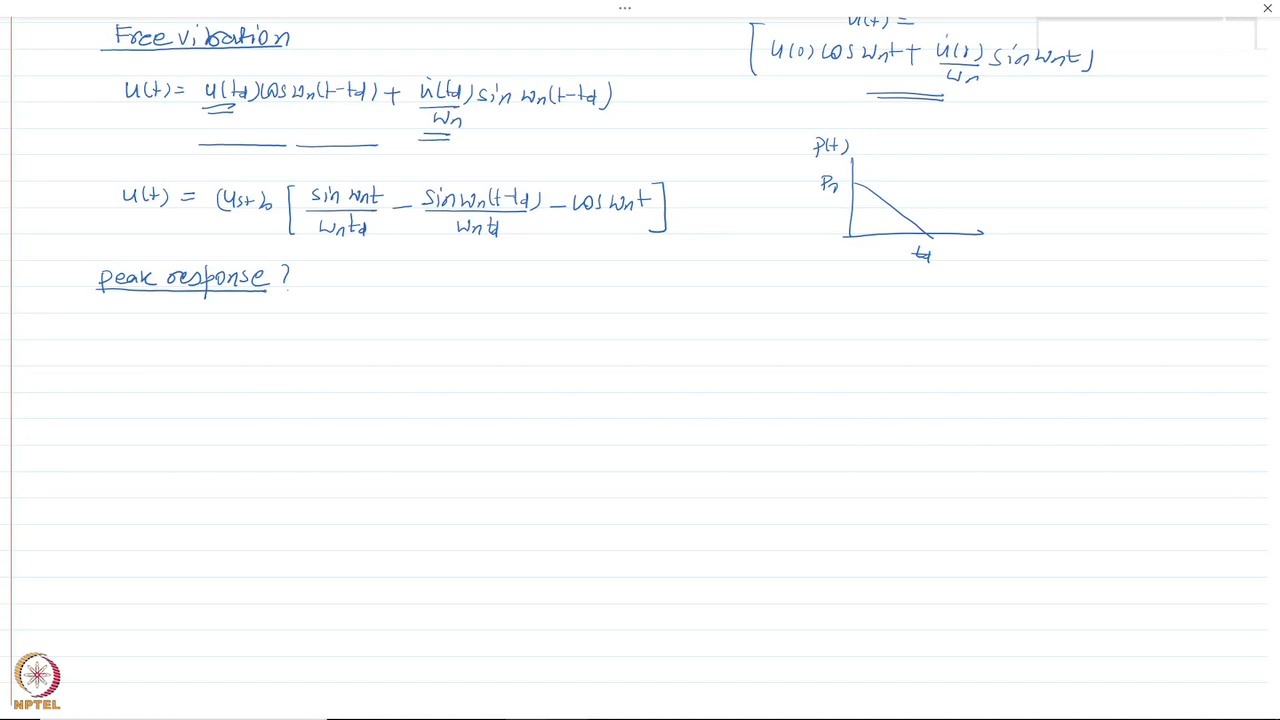 Free vibration
u(t) =
[u(0) cos ωnt + u̇(0)/ωn sin ωnt]
u(t) = u(td) cos ωn(t-td) + u̇(td)/ωn sin ωn(t-td)
p(t)
td
u(t) = (ust)o [sin ωnt/ωntd - sin ωn(t-td)/ωntd - cos ωnt]
peak response ?
NPTEL